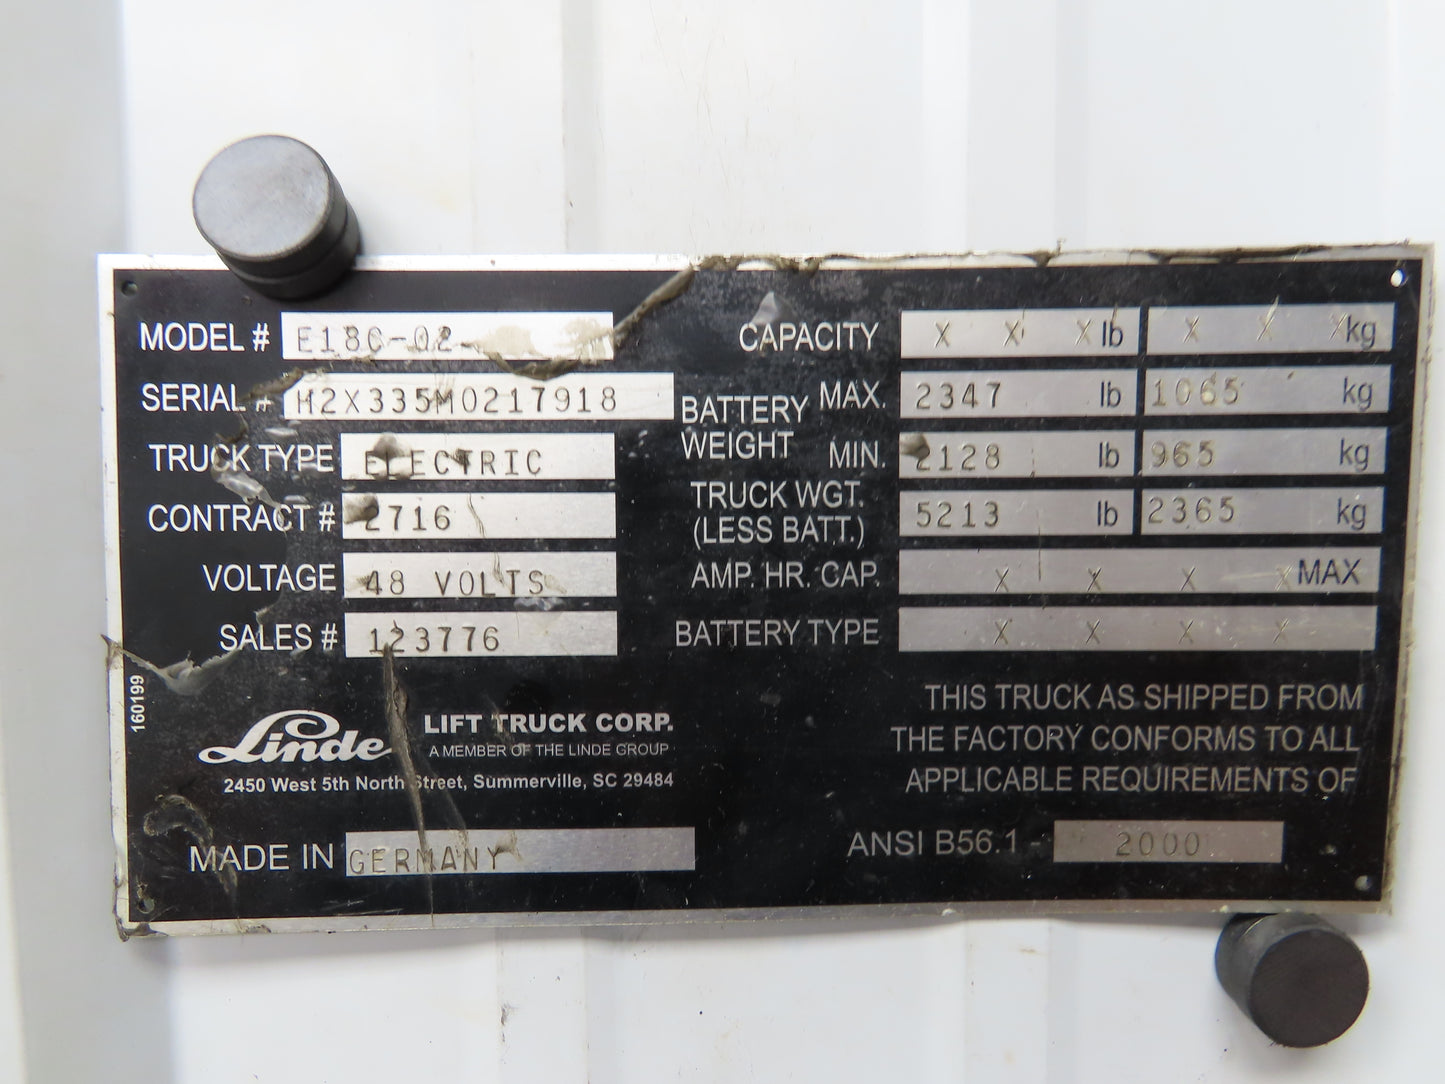 MODEL # E18C-02
SERIAL # H2X335M0217918
TRUCK TYPE ELECTRIC
CONTRACT # 2716
VOLTAGE 48 VOLTS
SALES # 123776
160199
Linde LIFT TRUCK CORP.
A MEMBER OF THE LINDE GROUP
2450 West 5th North Street, Summerville, SC 29484
MADE IN GERMANY
CAPACITY X X X lb X X X kg
BATTERY WEIGHT MAX. 2347 lb 1065 kg
MIN. 2128 lb 965 kg
TRUCK WGT. (LESS BATT.) 5213 lb 2365 kg
AMP. HR. CAP. X X X X MAX
BATTERY TYPE X X X X
THIS TRUCK AS SHIPPED FROM
THE FACTORY CONFORMS TO ALL
APPLICABLE REQUIREMENTS OF
ANSI B56.1 - 2000